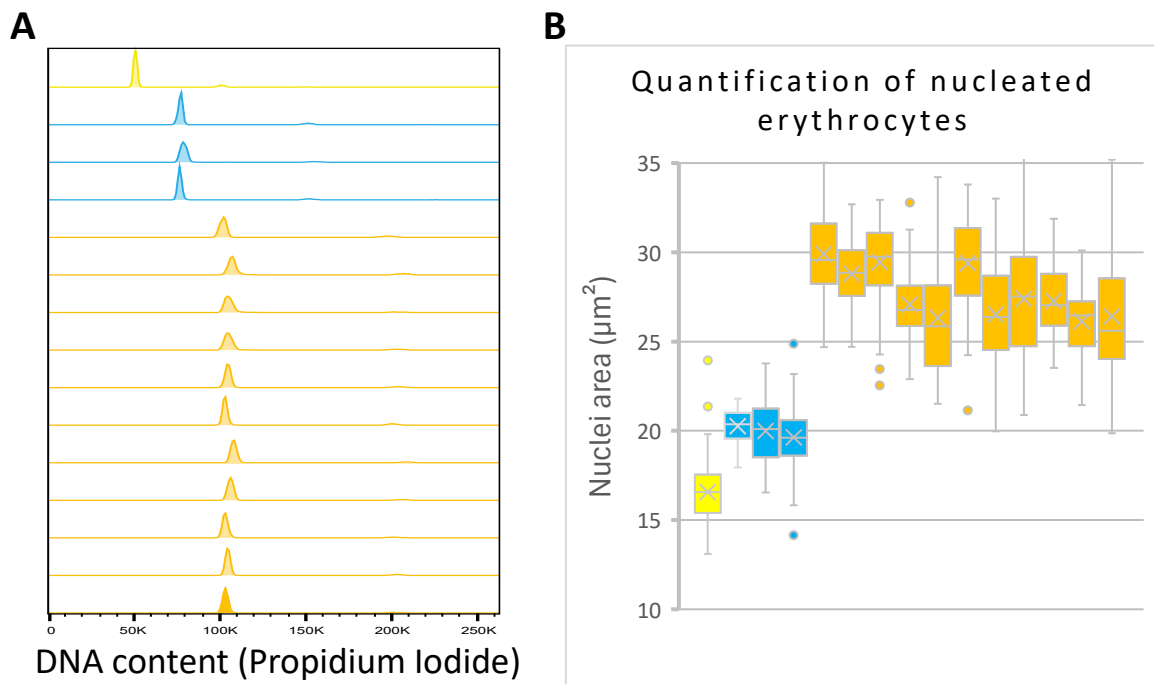 A
0
50K
100K
150K
200K
250K
DNA content (Propidium Iodide)
B
Quantification of nucleated
erythrocytes
Nuclei area (µm²)
35
30
25
20
15
10